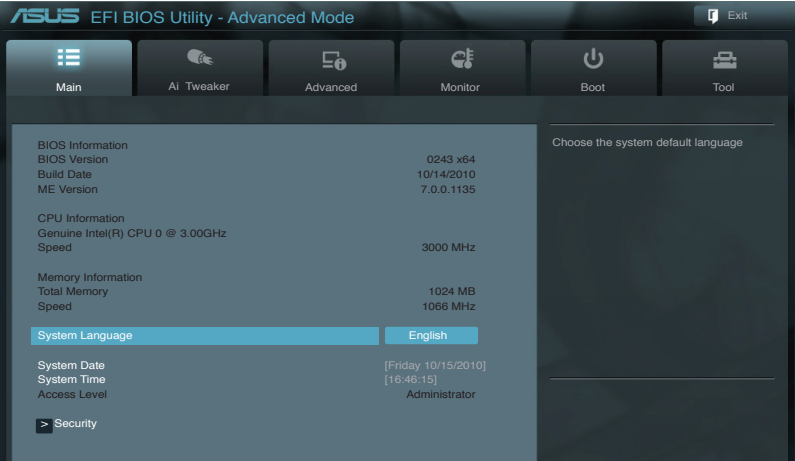 ASUS EFI BIOS Utility - Advanced Mode
Exit
Main Ai Tweaker Advanced Monitor Boot Tool
BIOS Information
BIOS Version 0243 x64
Build Date 10/14/2010
ME Version 7.0.0.1135
CPU Information
Genuine Intel(R) CPU 0 @ 3.00GHz
Speed 3000 MHz
Memory Information
Total Memory 1024 MB
Speed 1066 MHz
System Language English
System Date [Friday 10/15/2010]
System Time [16:46:15]
Access Level Administrator
> Security
Choose the system default language